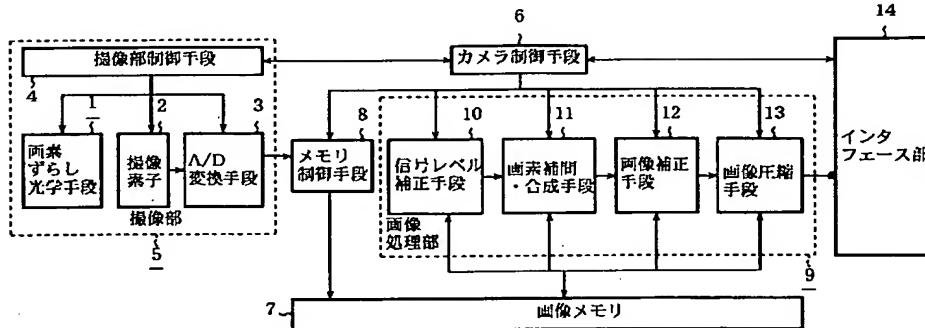 6
14
撮像部制御手段
カメラ制御手段
4
1
2
3
8
10
11
12
13
画素
ずらし
光学手段
撮像
素子
A/D
変換手段
メモリ
制御手段
信号レベル
補正手段
画素補間
・合成手段
画像補正
手段
画像圧縮
手段
インタ
フェース部
撮像部
画像
処理部
5
9
7
画像メモリ